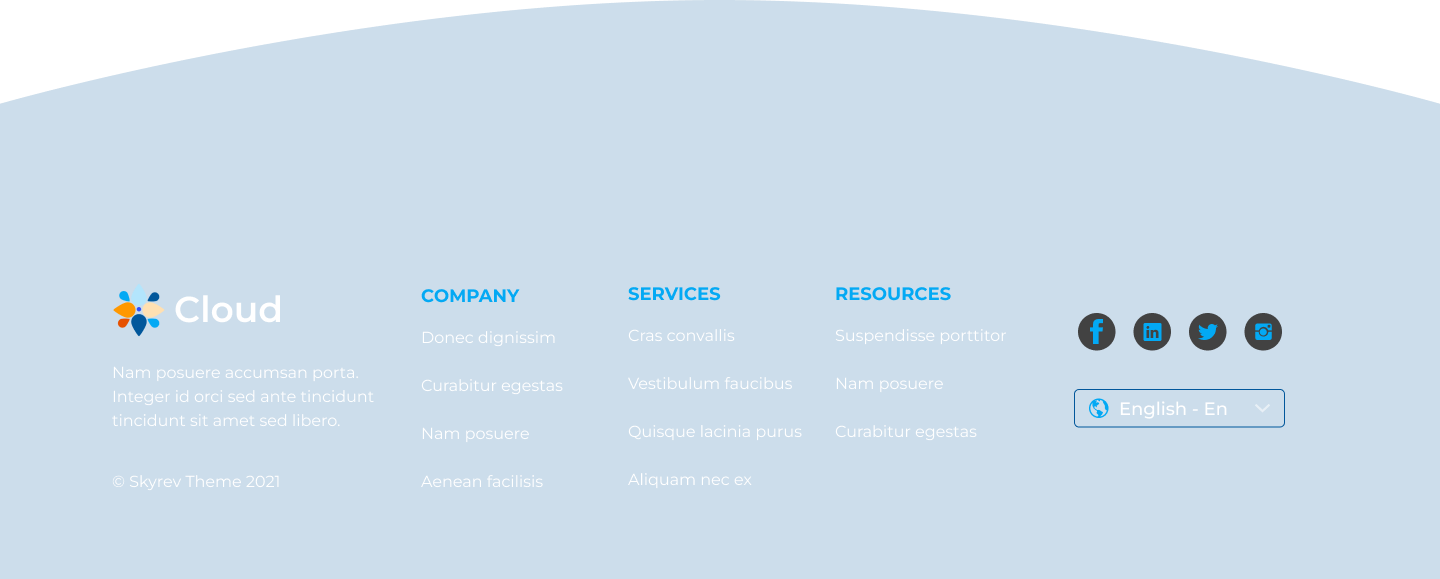 Cloud
Nam posuere accumsan porta.
Integer id orci sed ante tincidunt
tincidunt sit amet sed libero.
© Skyrev Theme 2021
COMPANY
Donec dignissim
Curabitur egestas
Nam posuere
Aenean facilisis
SERVICES
Cras convallis
Vestibulum faucibus
Quisque lacinia purus
Aliquam nec ex
RESOURCES
Suspendisse porttitor
Nam posuere
Curabitur egestas
English - En